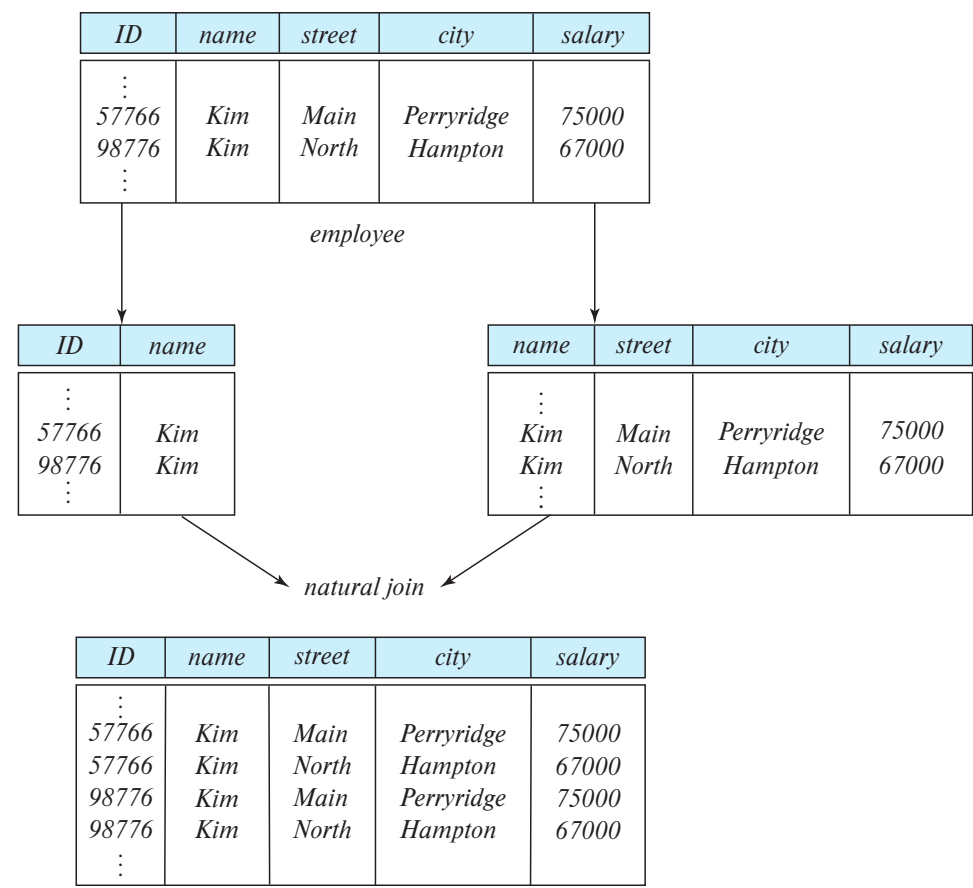 ID name street city salary
⋮
57766 Kim Main Perryridge 75000
98776 Kim North Hampton 67000
⋮
employee
ID name
⋮
57766 Kim
98776 Kim
⋮
name street city salary
⋮
Kim Main Perryridge 75000
Kim North Hampton 67000
⋮
natural join
ID name street city salary
⋮
57766 Kim Main Perryridge 75000
57766 Kim North Hampton 67000
98776 Kim Main Perryridge 75000
98776 Kim North Hampton 67000
⋮